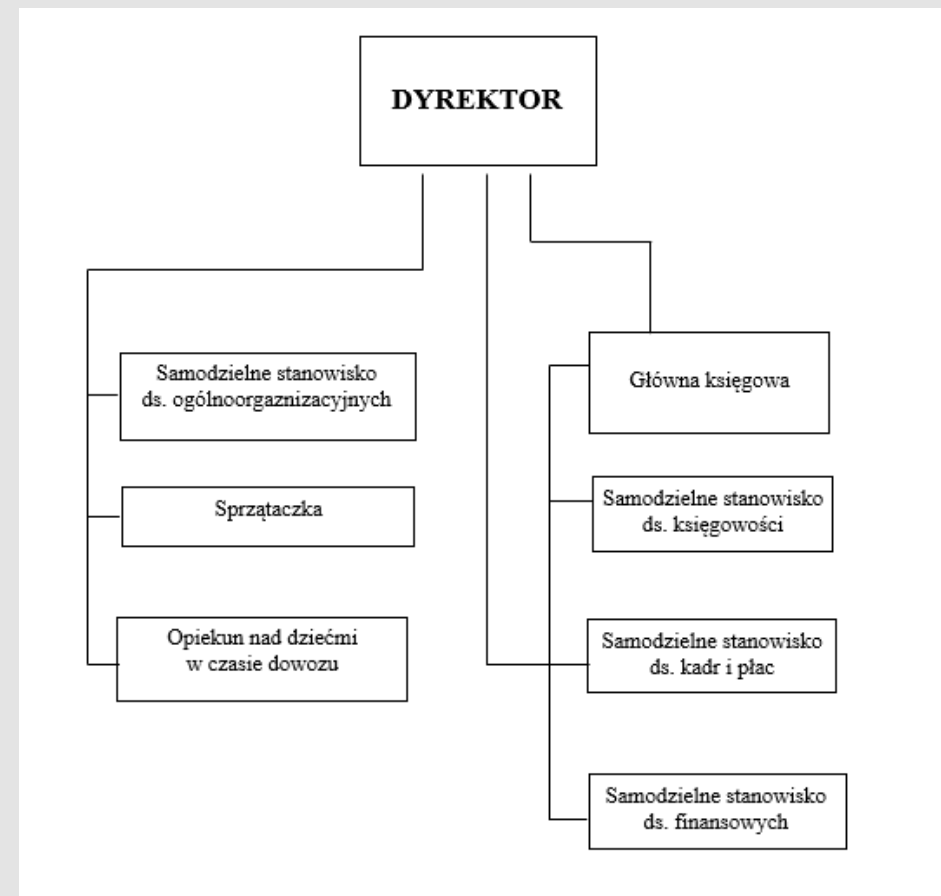 DYREKTOR
Samodzielne stanowisko
ds. ogólnoorgaznizacyjnych
Sprzątaczka
Opiekun nad dziećmi
w czasie dowozu
Główna księgowa
Samodzielne stanowisko
ds. księgowości
Samodzielne stanowisko
ds. kadr i płac
Samodzielne stanowisko
ds. finansowych